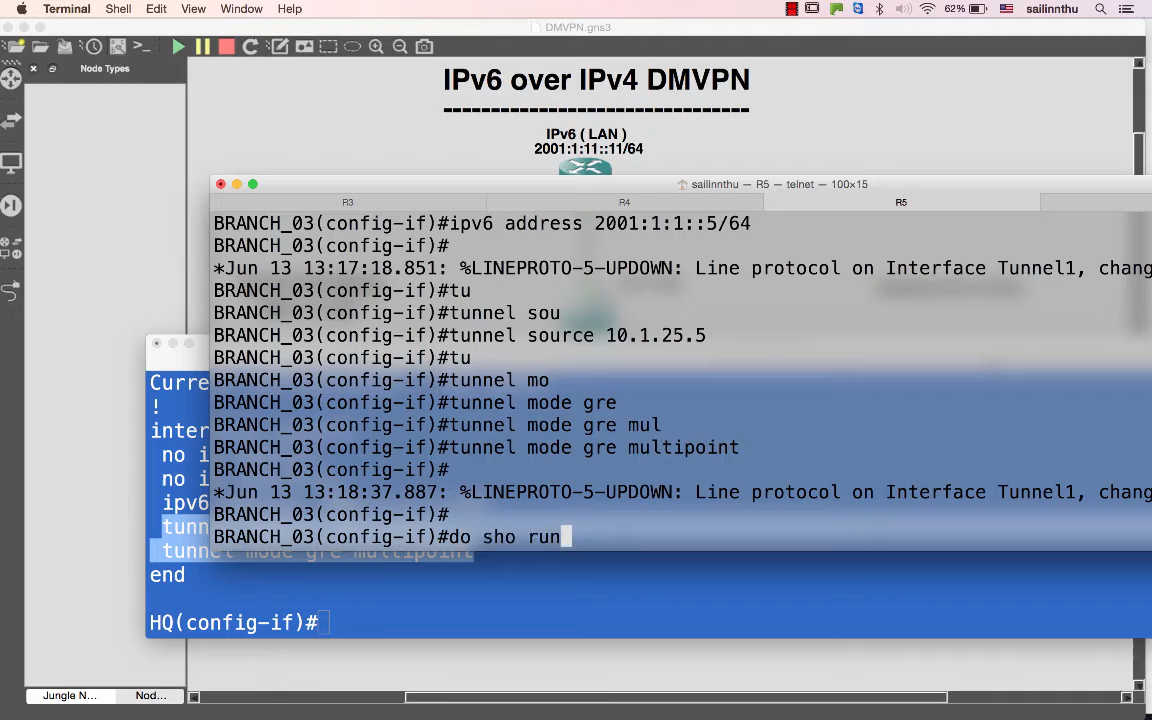 Terminal Shell Edit View Window Help 62% sailinnthu
DMVPN.gns3
Node Types
IPv6 over IPv4 DMVPN
------------------------------
IPv6 ( LAN )
2001:1:11::11/64
sailinnthu — R5 — telnet — 100×15
R3 R4 R5
BRANCH_03(config-if)#ipv6 address 2001:1:1::5/64
BRANCH_03(config-if)#
*Jun 13 13:17:18.851: %LINEPROTO-5-UPDOWN: Line protocol on Interface Tunnel1, chang
BRANCH_03(config-if)#tu
BRANCH_03(config-if)#tunnel sou
BRANCH_03(config-if)#tunnel source 10.1.25.5
BRANCH_03(config-if)#tu
BRANCH_03(config-if)#tunnel mo
BRANCH_03(config-if)#tunnel mode gre
BRANCH_03(config-if)#tunnel mode gre mul
BRANCH_03(config-if)#tunnel mode gre multipoint
BRANCH_03(config-if)#
*Jun 13 13:18:37.887: %LINEPROTO-5-UPDOWN: Line protocol on Interface Tunnel1, chang
BRANCH_03(config-if)#
BRANCH_03(config-if)#do sho run
Curre
!
inter
no i
no i
ipv6
tunn
tunnel mode gre multipoint
end
HQ(config-if)#
Jungle N... Nod...